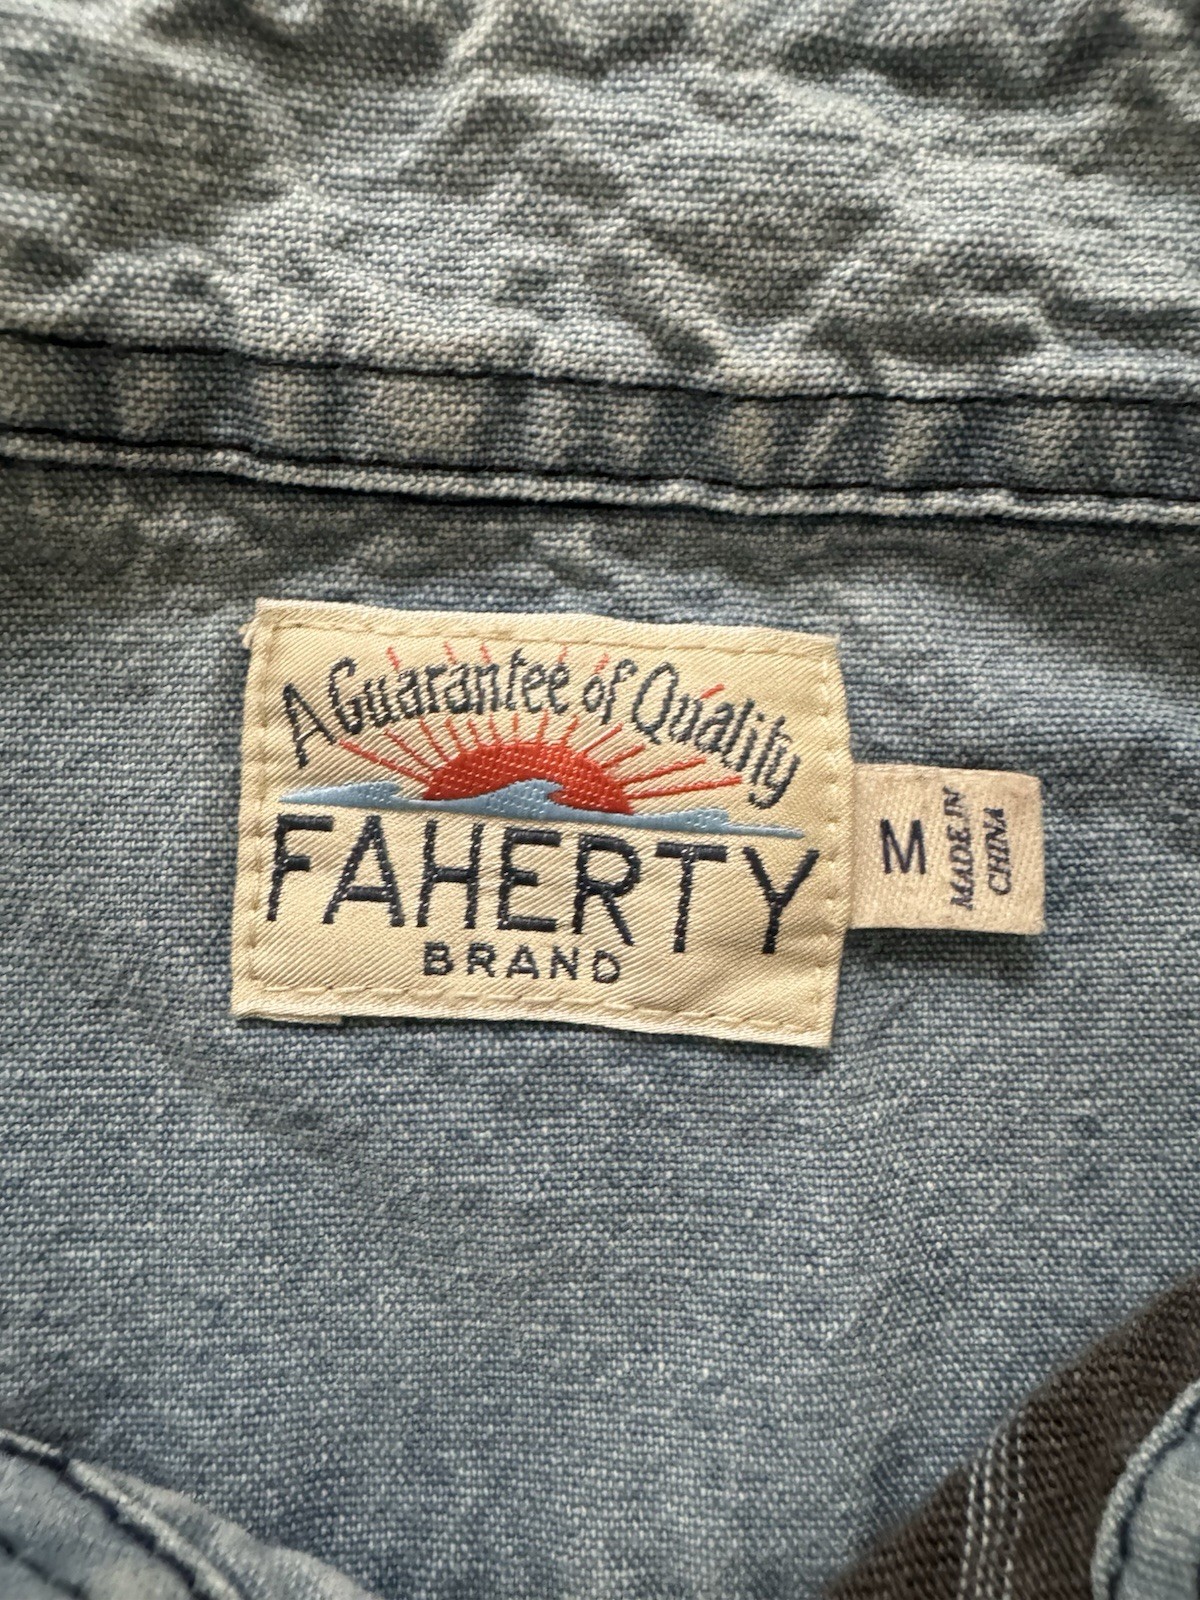 A Guarantee of Quality
FAHERTY
BRAND
M
MADE IN
CHINA